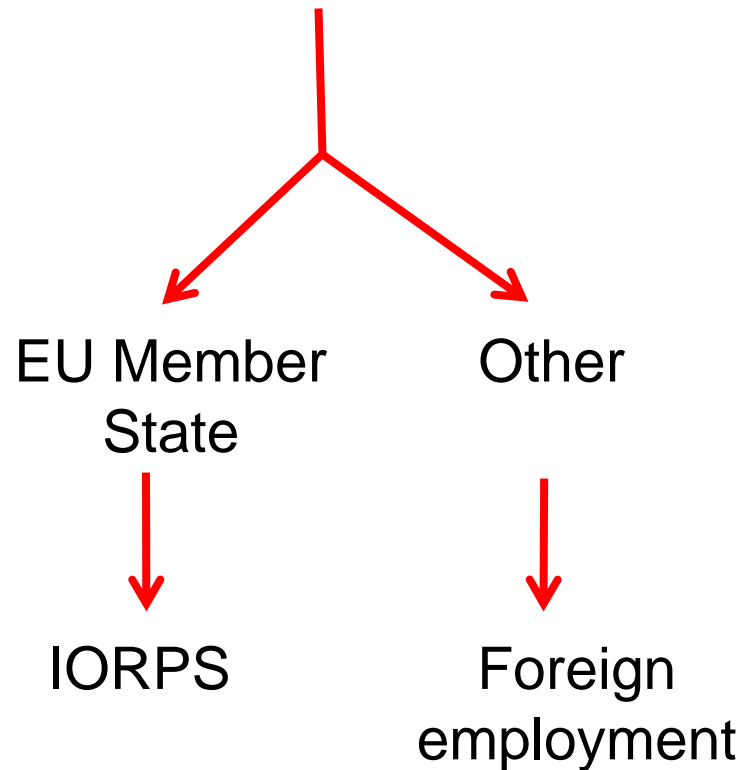 EU Member
State
Other
IORPS
Foreign
employment